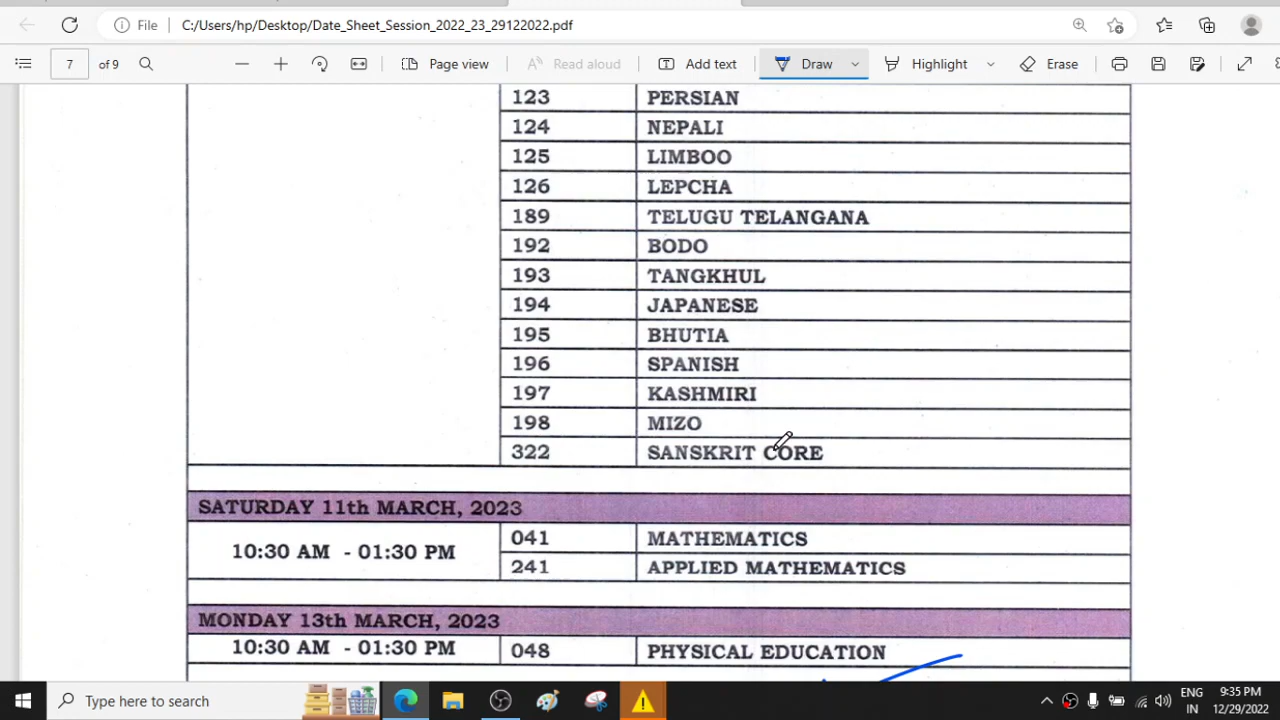 File C:/Users/hp/Desktop/Date_Sheet_Session_2022_23_29122022.pdf
7 of 9 Page view Read aloud Add text Draw Highlight Erase
123 PERSIAN
124 NEPALI
125 LIMBOO
126 LEPCHA
189 TELUGU TELANGANA
192 BODO
193 TANGKHUL
194 JAPANESE
195 BHUTIA
196 SPANISH
197 KASHMIRI
198 MIZO
322 SANSKRIT CORE
SATURDAY 11th MARCH, 2023
10:30 AM - 01:30 PM
041 MATHEMATICS
241 APPLIED MATHEMATICS
MONDAY 13th MARCH, 2023
10:30 AM - 01:30 PM 048 PHYSICAL EDUCATION
Type here to search
ENG
IN
9:35 PM
12/29/2022